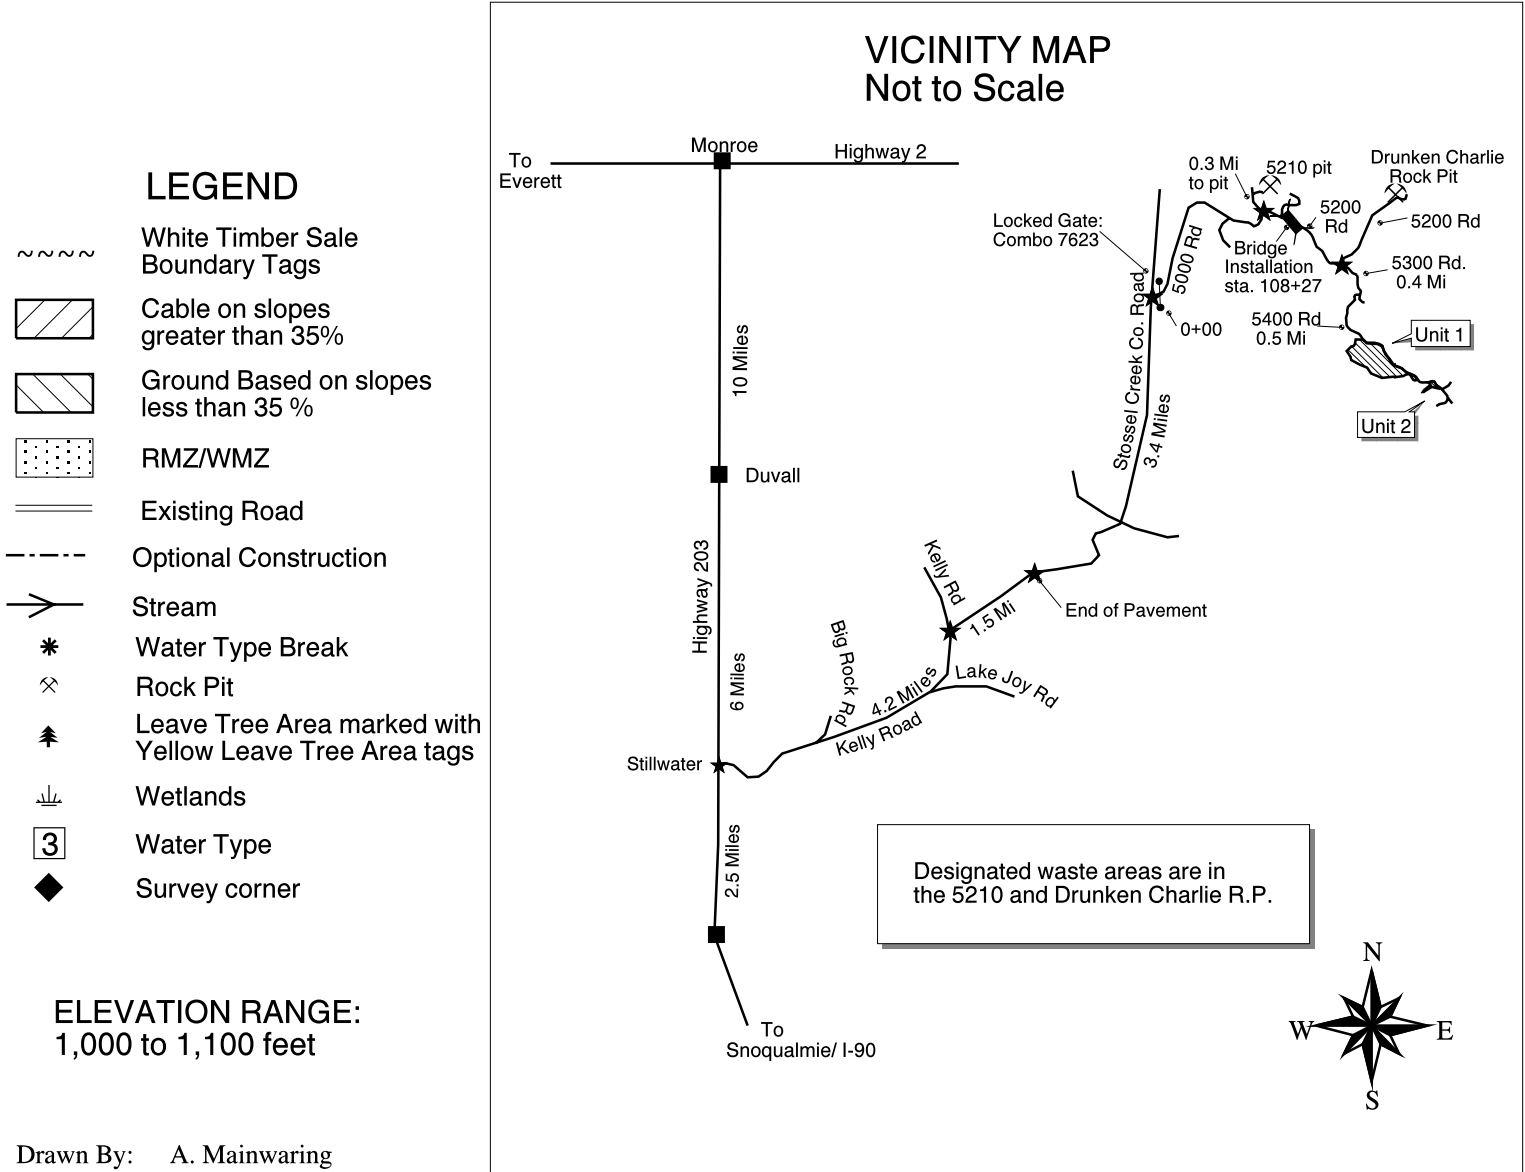 LEGEND
White Timber Sale
Boundary Tags
Cable on slopes
greater than 35%
Ground Based on slopes
less than 35 %
RMZ/WMZ
Existing Road
Optional Construction
Stream
Water Type Break
Rock Pit
Leave Tree Area marked with
Yellow Leave Tree Area tags
Wetlands
3
Water Type
Survey corner
ELEVATION RANGE:
1,000 to 1,100 feet
Drawn By: A. Mainwaring
VICINITY MAP
Not to Scale
To
Everett
Monroe
Highway 2
10 Miles
Duvall
Highway 203
6 Miles
Stillwater
2.5 Miles
To
Snoqualmie/ I-90
Big Rock Rd
4.2 Miles
Kelly Road
Lake Joy Rd
Kelly Rd
1.5 Mi
End of Pavement
Stossel Creek Co. Road
3.4 Miles
Locked Gate:
Combo 7623
5000 Rd
0+00
0.3 Mi
to pit
5210 pit
5200
Rd
Bridge
Installation
sta. 108+27
Drunken Charlie
Rock Pit
5200 Rd
5300 Rd.
0.4 Mi
5400 Rd
0.5 Mi
Unit 1
Unit 2
Designated waste areas are in
the 5210 and Drunken Charlie R.P.
N
W
E
S